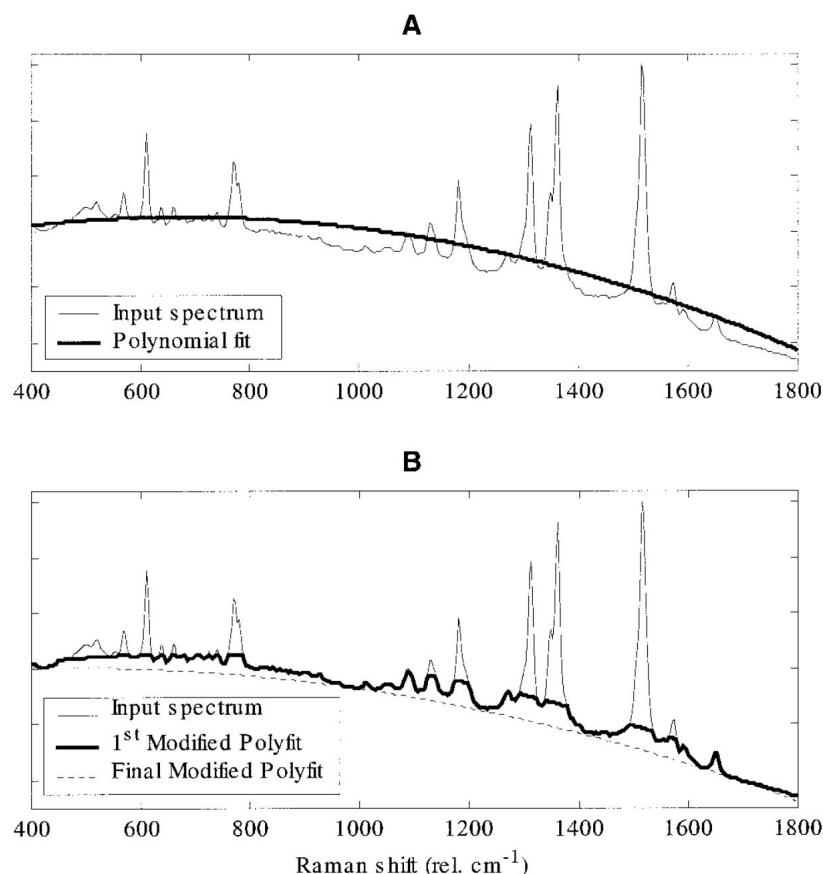 A
Input spectrum
Polynomial fit
400 600 800 1000 1200 1400 1600 1800
B
Input spectrum
1st Modified Polyfit
Final Modified Polyfit
400 600 800 1000 1200 1400 1600 1800
Raman shift (rel. cm-1)